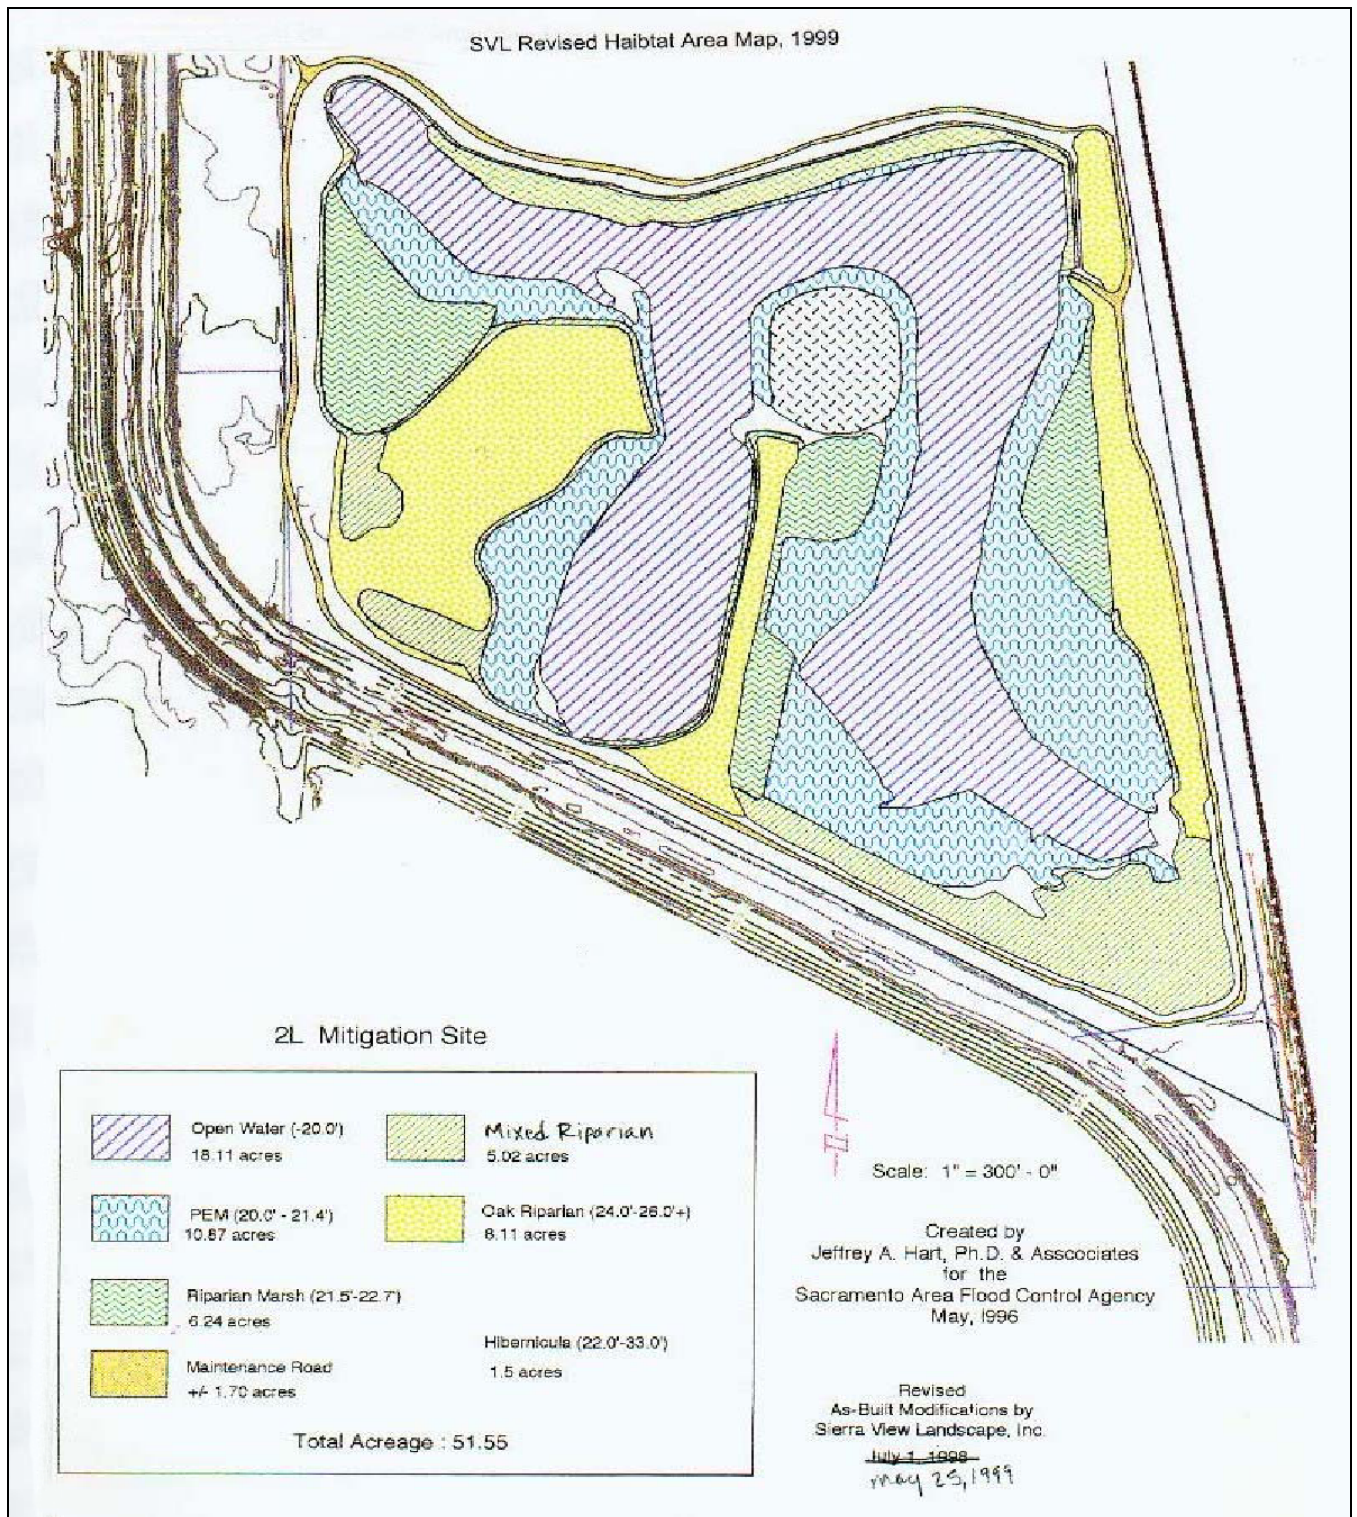 SVL Revised Haibtat Area Map, 1999
2L Mitigation Site
Open Water (-20.0')
18.11 acres
Mixed Riparian
5.02 acres
PEM (20.0' - 21.4')
10.87 acres
Oak Riparian (24.0'-26.0'+)
8.11 acres
Riparian Marsh (21.5'-22.7')
6.24 acres
Hibernicula (22.0'-33.0')
1.5 acres
Maintenance Road
+/- 1.70 acres
Total Acreage : 51.55
Scale: 1" = 300' - 0"
Created by
Jeffrey A. Hart, Ph.D. & Asscociates
for the
Sacramento Area Flood Control Agency
May, 1996
Revised
As-Built Modifications by
Sierra View Landscape, Inc.
July 1, 1998
May 25, 1999